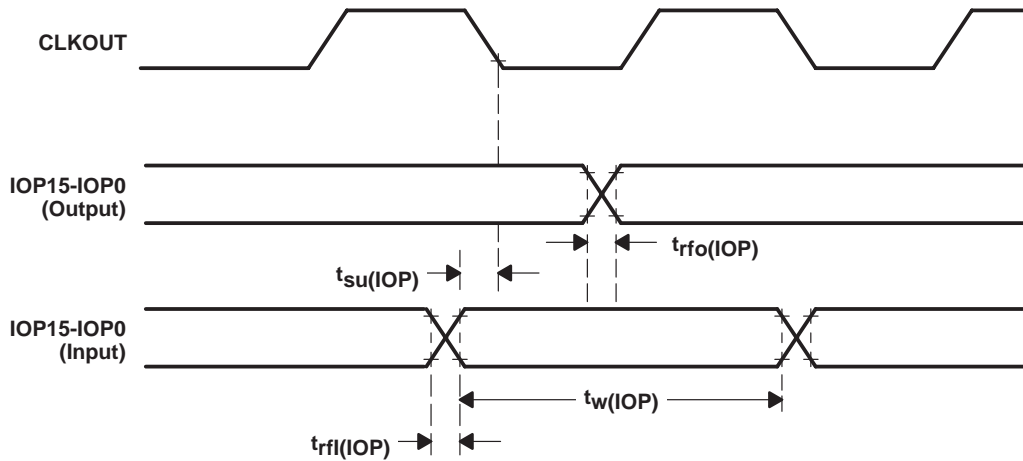 CLKOUT
IOP15-IOP0
(Output)
trfo(IOP)
tsu(IOP)
IOP15-IOP0
(Input)
tw(IOP)
trfI(IOP)